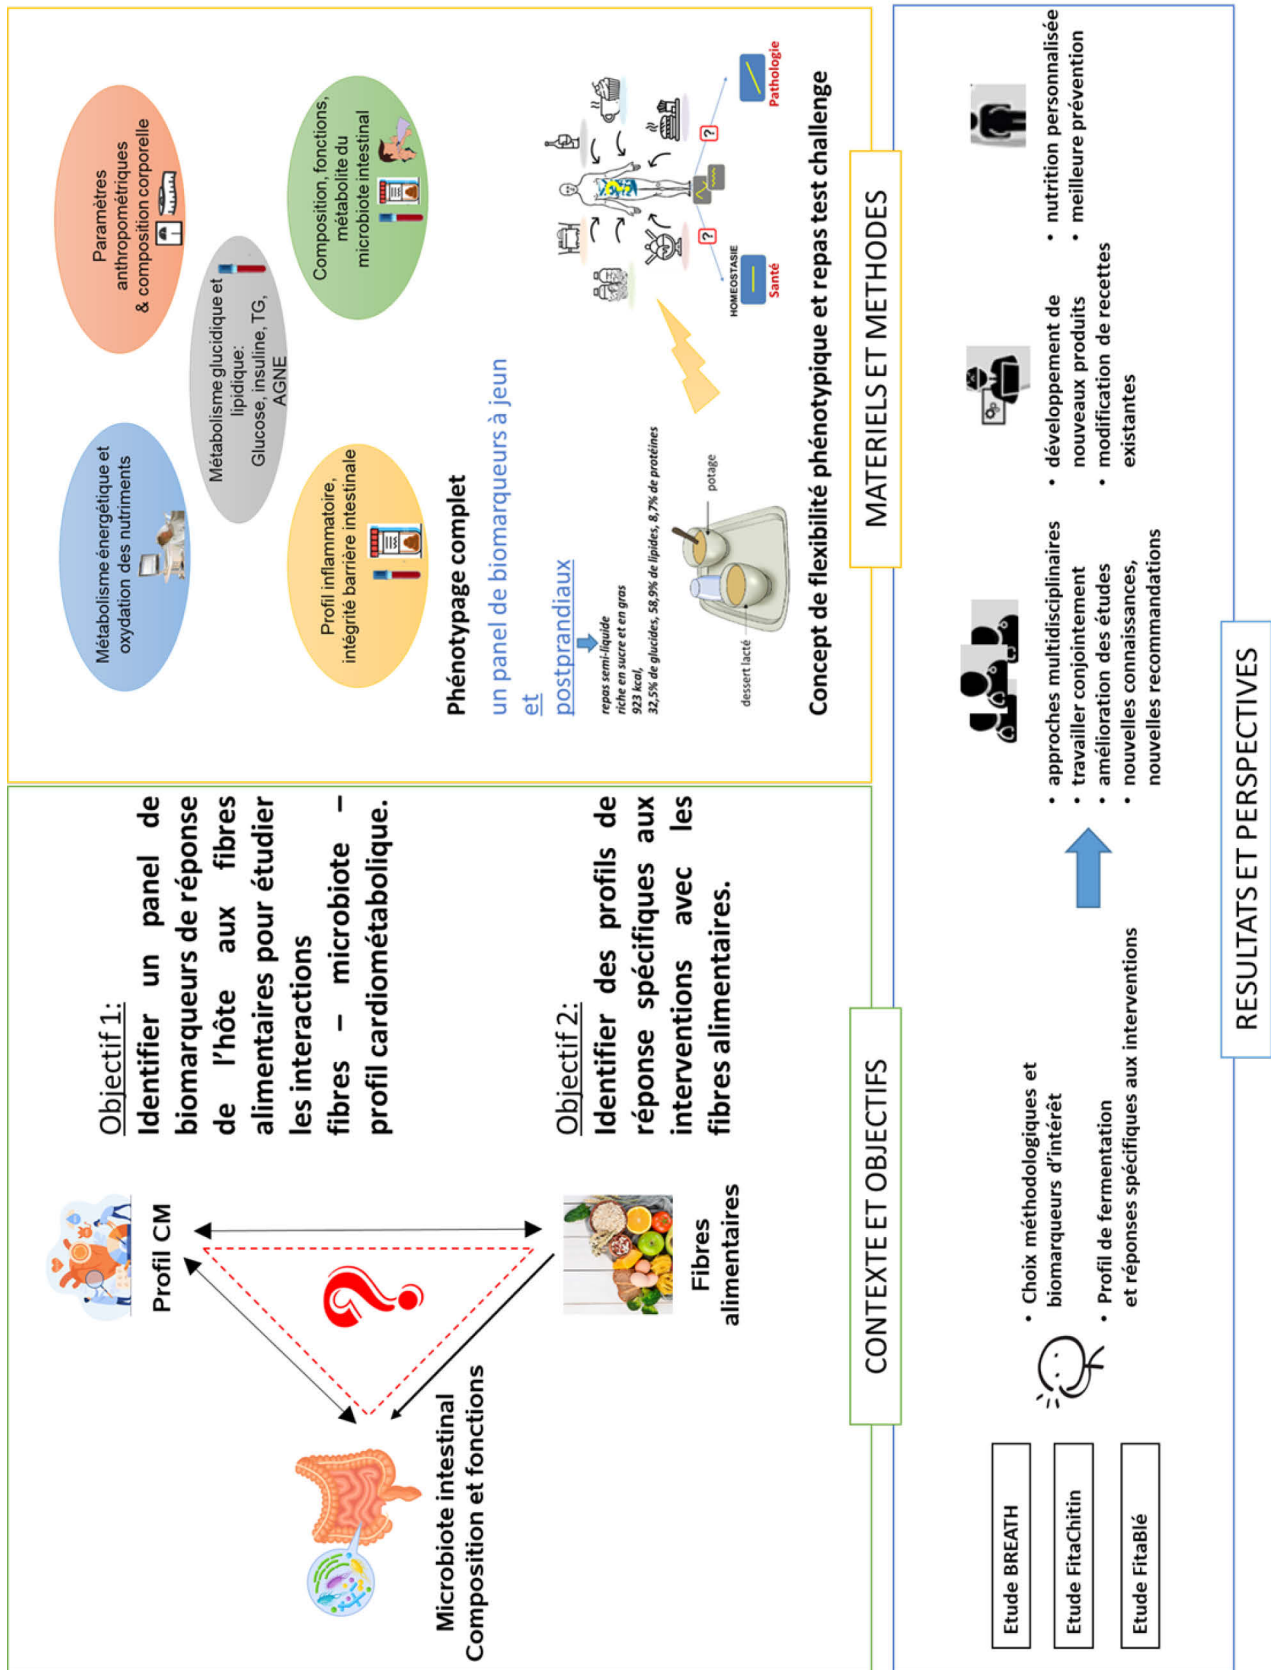 Profil CM
Microbiote intestinal
Composition et fonctions
Fibres
alimentaires
Objectif 1:
Identifier un panel de
biomarqueurs de réponse
de l'hôte aux fibres
alimentaires pour étudier
les interactions
fibres – microbiote –
profil cardiométabolique.
Objectif 2:
Identifier des profils de
réponse spécifiques aux
interventions avec les
fibres alimentaires.
CONTEXTE ET OBJECTIFS
Métabolisme énergétique et
oxydation des nutriments
Paramètres
anthropométriques
& composition corporelle
Métabolisme glucidique et
lipidique:
Glucose, insuline, TG,
AGNE
Profil inflammatoire,
intégrité barrière intestinale
Composition, fonctions,
métabolite du
microbiote intestinal
Phénotypage complet
un panel de biomarqueurs à jeun
et
postprandiaux
repas semi-liquide
riche en sucre et en gras
923 kcal,
32,5% de glucides, 58,9% de lipides, 8,7% de protéines
dessert lacté
potage
HOMEOSTASIE
?
?
Santé
Pathologie
Concept de flexibilité phénotypique et repas test challenge
MATERIELS ET METHODES
Etude BREATH
Etude FitaChitin
Etude FitaBlé
• Choix méthodologiques et
biomarqueurs d'intérêt
• Profil de fermentation
et réponses spécifiques aux interventions
• approches multidisciplinaires
• travailler conjointement
• amélioration des études
• nouvelles connaissances,
nouvelles recommandations
• développement de
nouveaux produits
• modification de recettes
existantes
• nutrition personnalisée
• meilleure prévention
RESULTATS ET PERSPECTIVES